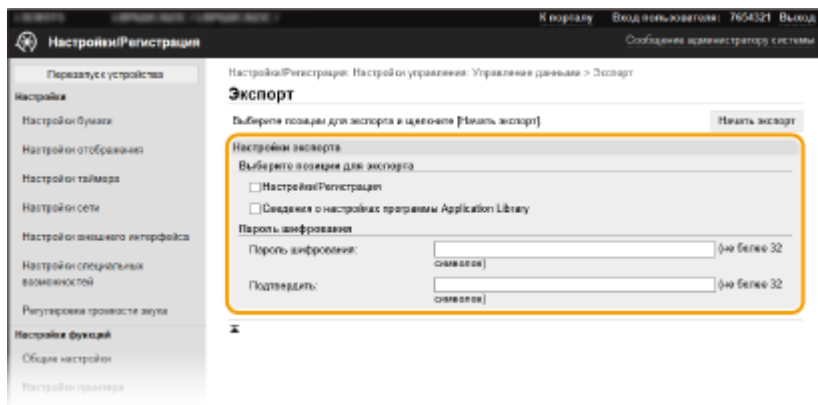 К порталу Вход пользователя: 7654321 Выход
Настройки/Регистрация Сообщение администратору системы
Перезапуск устройства
Настройки/Регистрация: Настройки управления: Управление данными > Экспорт
Настройки
Экспорт
Настройки бумаги
Выберите позиции для экспорта и щелкните [Начать экспорт]. Начать экспорт
Настройки отображения
Настройки экспорта
Выберите позиции для экспорта
Настройки таймера
Настройки/Регистрация
Настройки сети
Сведения о настройках программы Application Library
Пароль шифрования
Настройки внешнего интерфейса
Пароль шифрования: (не более 32
символов)
Настройки специальных
возможностей
Подтвердить: (не более 32
символов)
Регулировка громкости звука
Настройки функций
Общие настройки
Настройки принтера